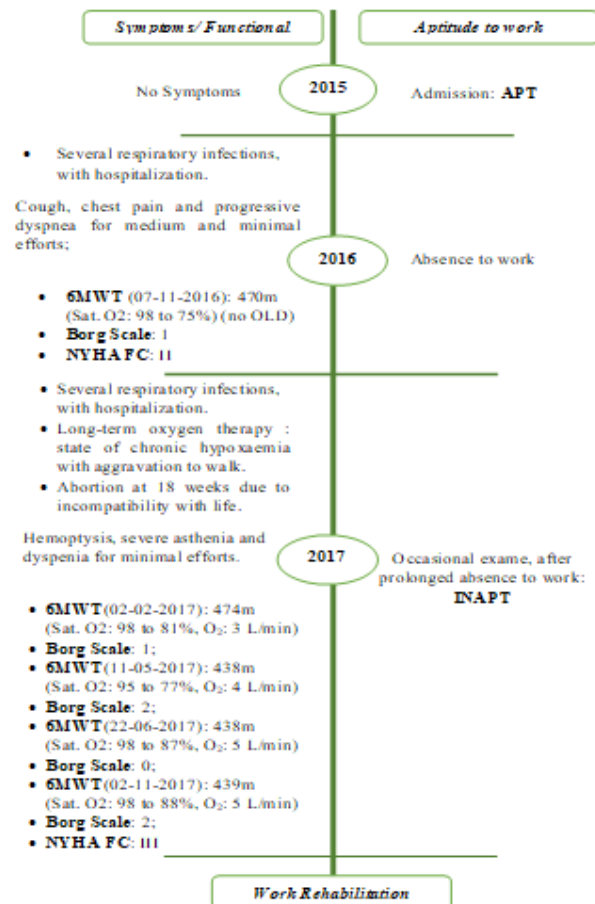 Symptoms/ Functional
Aptitude to work
2015
No Symptoms
Admission: APT
• Several respiratory infections,
with hospitalization.
Cough, chest pain and progressive
dyspnea for medium and minimal
efforts;
2016
Absence to work
• 6MWT (07-11-2016): 470m
(Sat. O2: 98 to 75%) (no OLD)
• Borg Scale: 1
• NYHA FC: II
• Several respiratory infections,
with hospitalization.
• Long-term oxygen therapy :
state of chronic hypoxaemia
with aggravation to walk.
• Abortion at 18 weeks due to
incompatibility with life.
Hemoptysis, severe asthenia and
dyspenia for minimal efforts.
2017
Occasional exame, after
prolonged absence to work:
INAPT
• 6MWT(02-02-2017): 474m
(Sat. O2: 98 to 81%, O₂: 3 L/min)
• Borg Scale: 1;
• 6MWT(11-05-2017): 438m
(Sat. O2: 95 to 77%, O₂: 4 L/min)
• Borg Scale: 2;
• 6MWT(22-06-2017): 438m
(Sat. O2: 98 to 87%, O₂: 5 L/min)
• Borg Scale: 0;
• 6MWT(02-11-2017): 439m
(Sat. O2: 98 to 88%, O₂: 5 L/min)
• Borg Scale: 2;
• NYHA FC: III
Work Rehabilitation